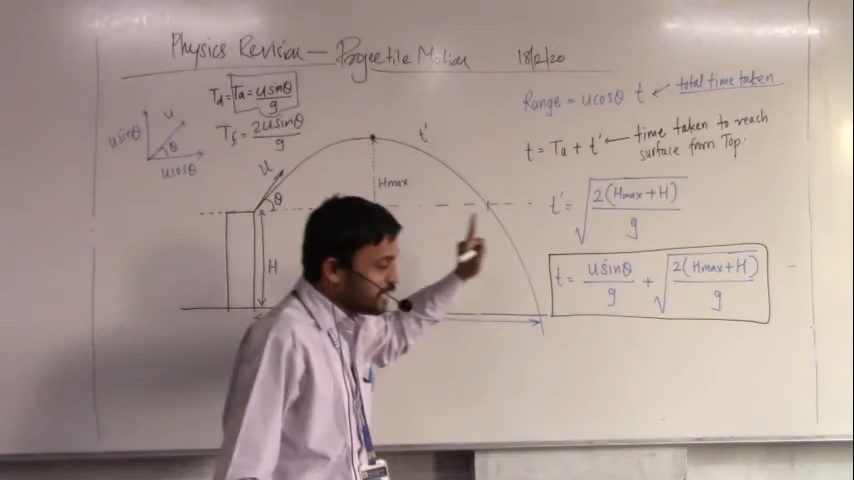 Physics Revision — Projectile Motion 18/2/20
Td = Ta = usinθ/g
Tf = 2usinθ/g
usinθ
u
θ
ucosθ
u
θ
t'
Hmax
H
Range = ucosθ t ← total time taken
t = Ta + t' ← time taken to reach
surface from Top.
t' = √(2(Hmax+H)/g)
t = usinθ/g + √(2(Hmax+H)/g)